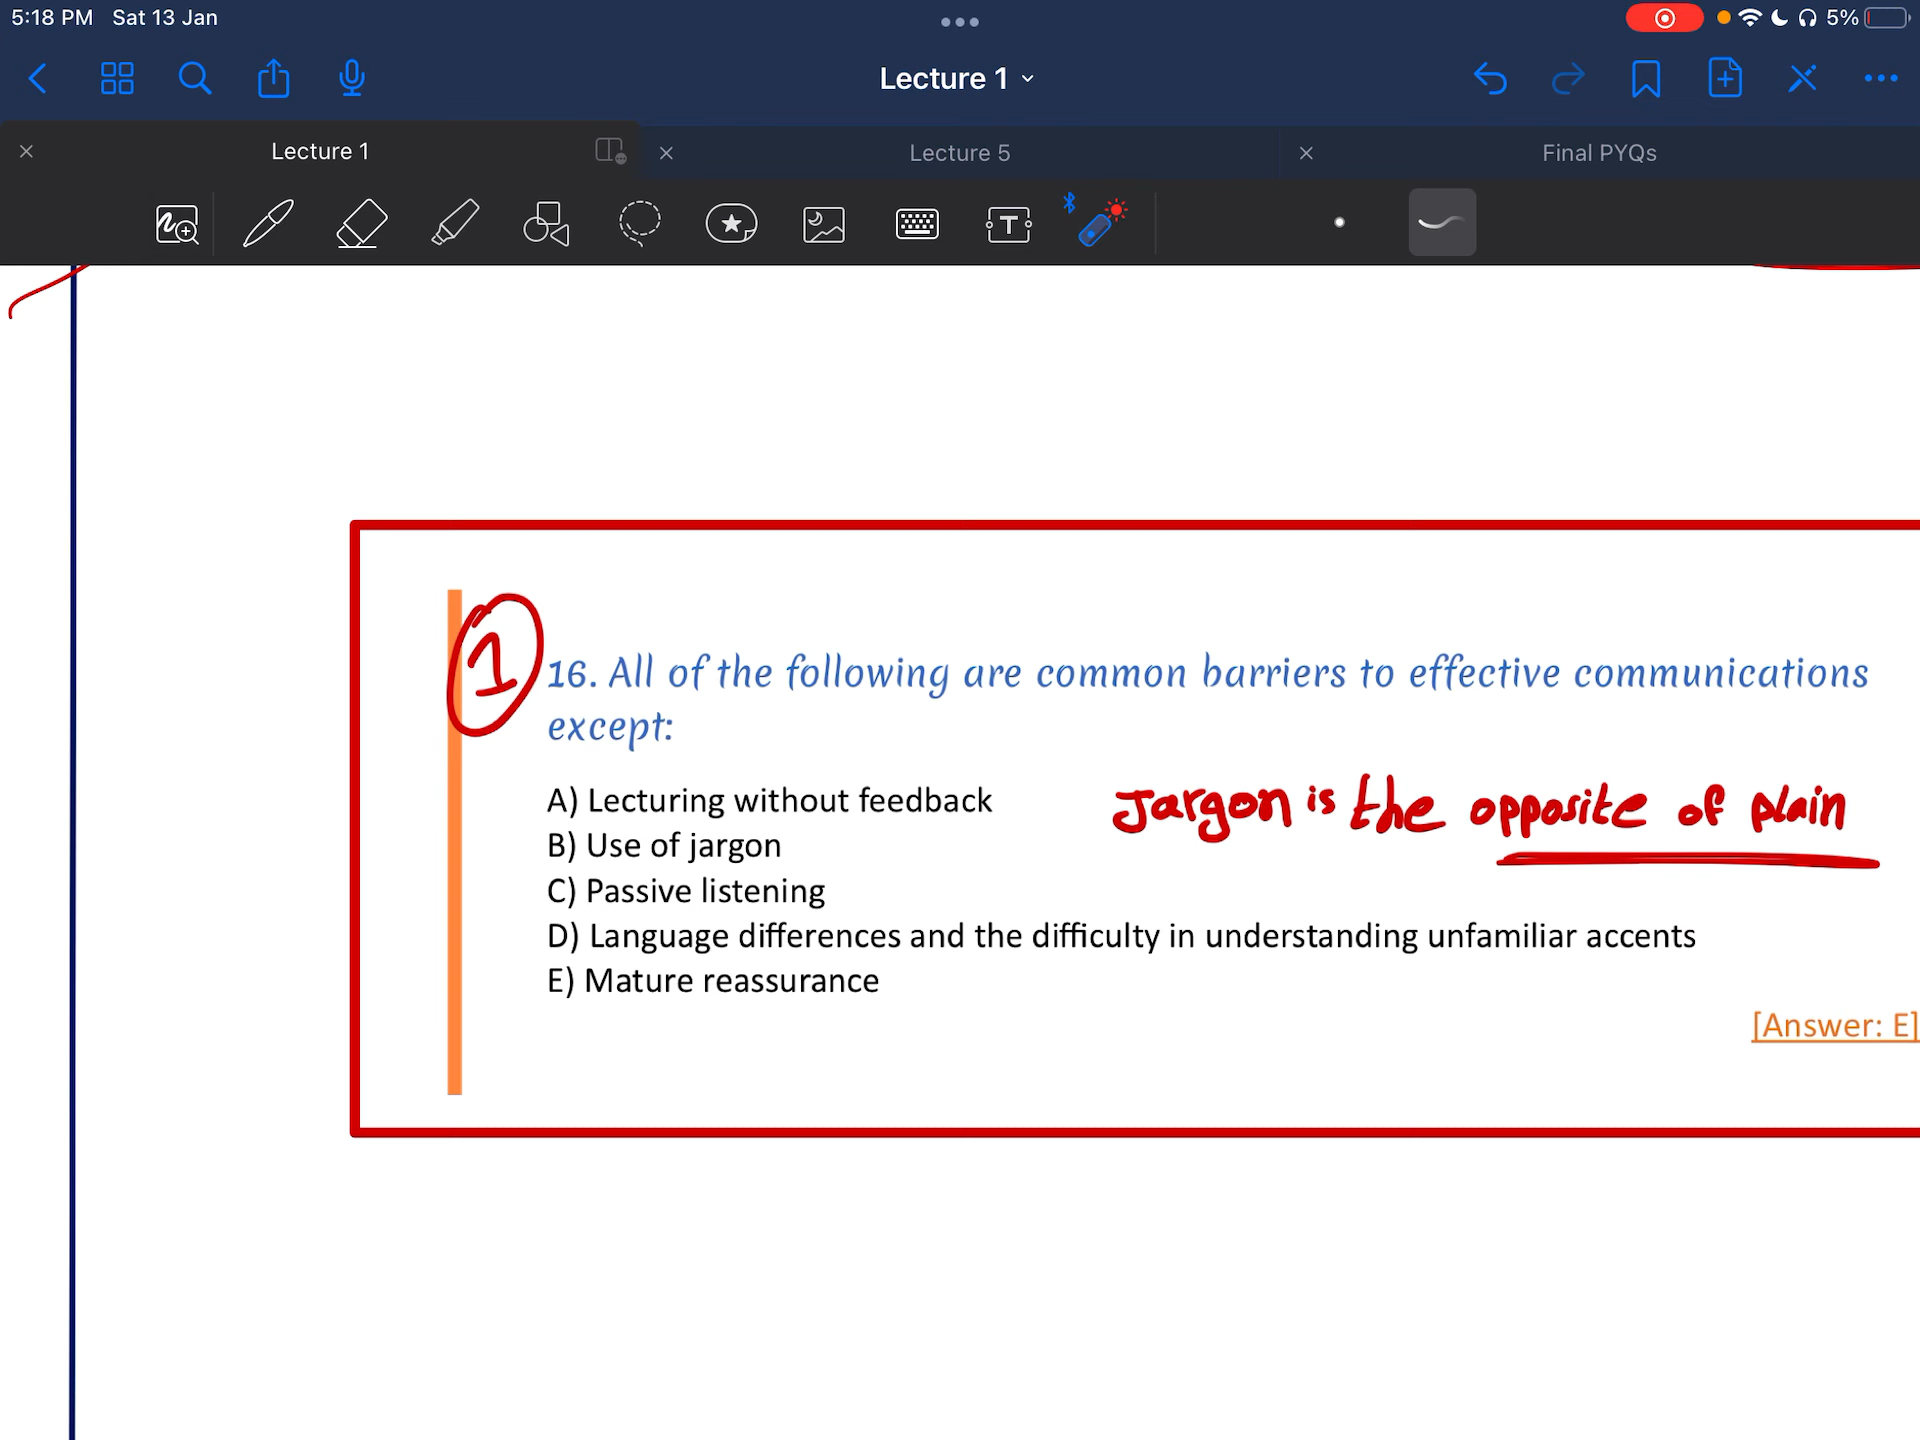 5:18 PM Sat 13 Jan
5%
Lecture 1
Lecture 1
Lecture 5
Final PYQs
T
1
16. All of the following are common barriers to effective communications
except:
A) Lecturing without feedback
Jargon is the opposite of plain
B) Use of jargon
C) Passive listening
D) Language differences and the difficulty in understanding unfamiliar accents
E) Mature reassurance
[Answer: E]